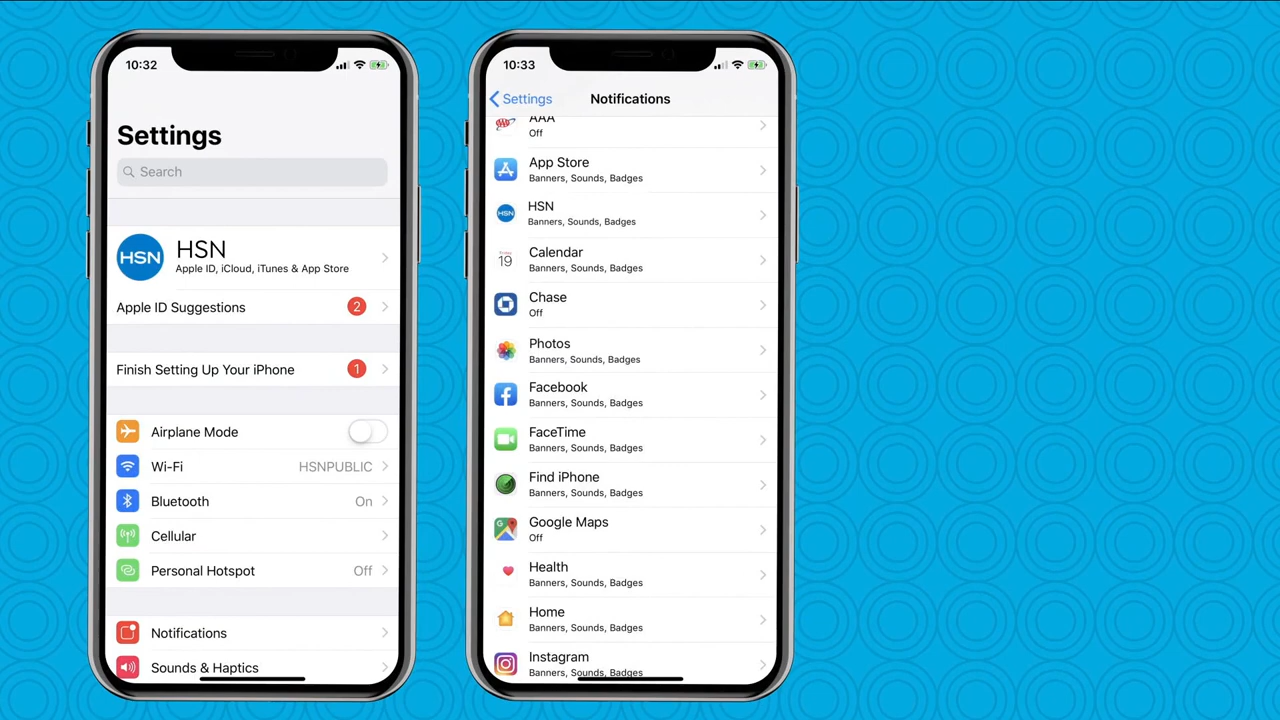 10:32
Settings
Search
HSN
HSN
Apple ID, iCloud, iTunes & App Store
Apple ID Suggestions
2
Finish Setting Up Your iPhone
1
Airplane Mode
Wi-Fi
HSNPUBLIC
Bluetooth
On
Cellular
Personal Hotspot
Off
Notifications
Sounds & Haptics
10:33
Settings
Notifications
AAA
Off
App Store
Banners, Sounds, Badges
HSN
HSN
Banners, Sounds, Badges
19
Calendar
Banners, Sounds, Badges
Chase
Off
Photos
Banners, Sounds, Badges
Facebook
Banners, Sounds, Badges
FaceTime
Banners, Sounds, Badges
Find iPhone
Banners, Sounds, Badges
Google Maps
Off
Health
Banners, Sounds, Badges
Home
Banners, Sounds, Badges
Instagram
Banners, Sounds, Badges